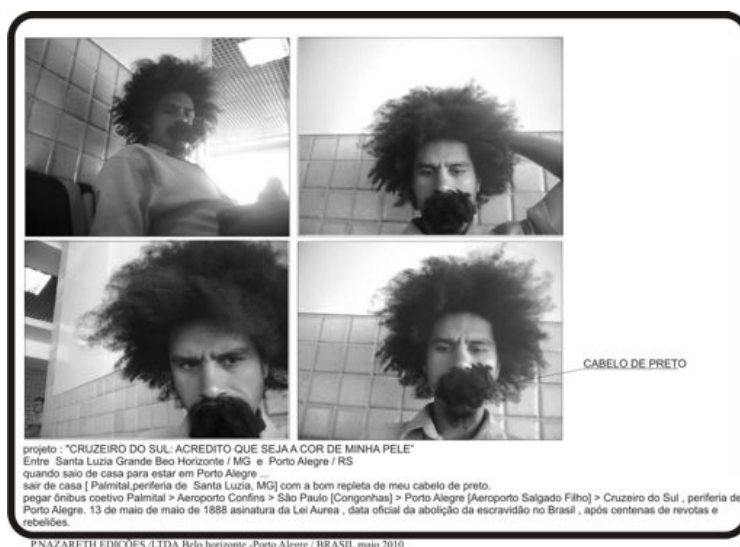 CABELO DE PRETO
projeto : "CRUZEIRO DO SUL: ACREDITO QUE SEJA A COR DE MINHA PELE"
Entre Santa Luzia Grande Beo Horizonte / MG e Porto Alegre / RS
quando saio de casa para estar em Porto Alegre ...
sair de casa [ Palmital,periferia de Santa Luzia, MG] com a bom repleta de meu cabelo de preto.
pegar ônibus coetivo Palmital > Aeroporto Confins > São Paulo [Congonhas] > Porto Alegre [Aeroporto Salgado Filho] > Cruzeiro do Sul , periferia de
Porto Alegre. 13 de maio de maio de 1888 asinatura da Lei Aurea , data oficial da abolição da escravidão no Brasil , após centenas de revotas e
rebeliões.
P.NAZARETH EDIÇÕES /LTDA Belo horizonte -Porto Alegre / BRASIL maio 2010